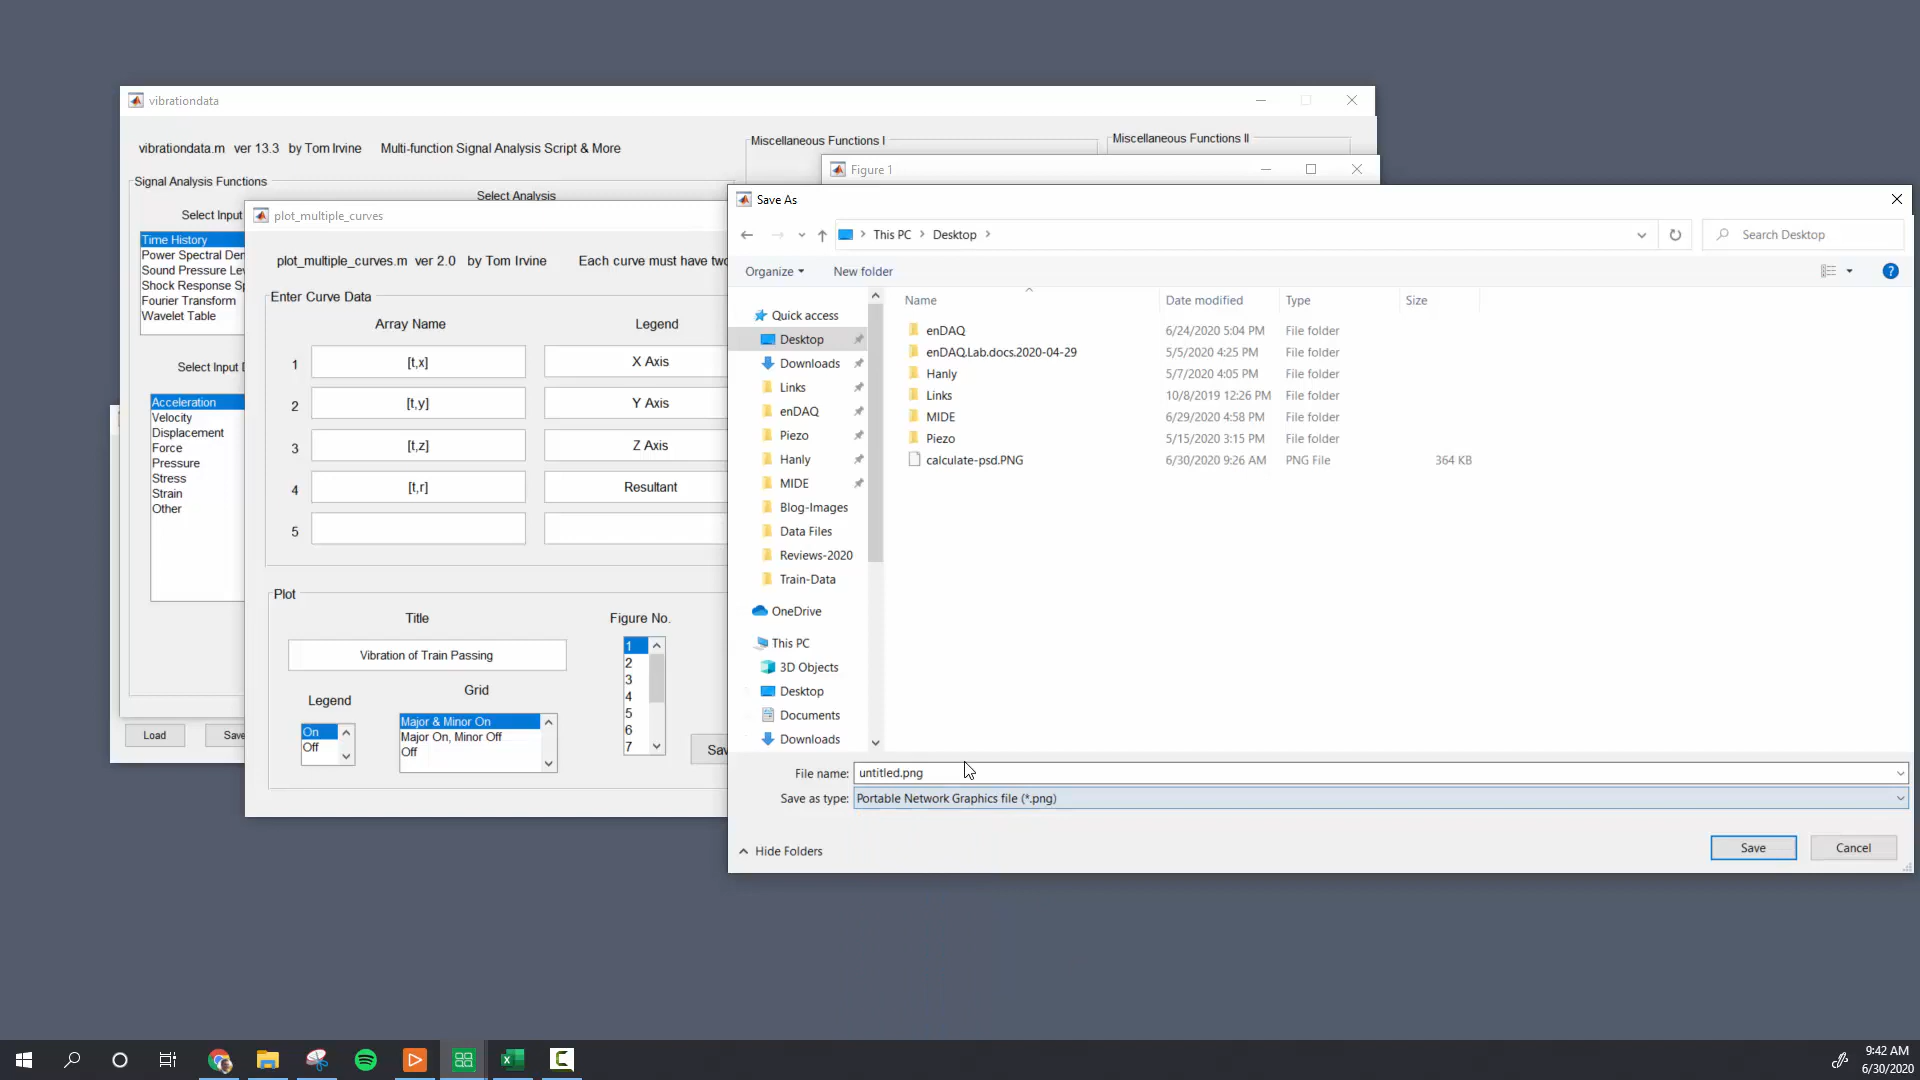 vibrationdata
vibrationdata.m ver 13.3 by Tom Irvine Multi-function Signal Analysis Script & More
Miscellaneous Functions I
Miscellaneous Functions II
Signal Analysis Functions
Select Analysis
Select Input
Time History
Power Spectral Den
Sound Pressure Lev
Shock Response Sp
Fourier Transform
Wavelet Table
Select Input D
Acceleration
Velocity
Displacement
Force
Pressure
Stress
Strain
Other
Load
Save
Figure 1
plot_multiple_curves
plot_multiple_curves.m ver 2.0 by Tom Irvine Each curve must have two
Enter Curve Data
Array Name Legend
1 [t,x] X Axis
2 [t,y] Y Axis
3 [t,z] Z Axis
4 [t,r] Resultant
5
Plot
Title
Vibration of Train Passing
Figure No.
1
2
3
4
5
6
7
Legend
On
Off
Grid
Major & Minor On
Major On, Minor Off
Off
Sav
Save As
This PC Desktop
Search Desktop
Organize New folder
Quick access
Desktop
Downloads
Links
enDAQ
Piezo
Hanly
MIDE
Blog-Images
Data Files
Reviews-2020
Train-Data
OneDrive
This PC
3D Objects
Desktop
Documents
Downloads
Name Date modified Type Size
enDAQ 6/24/2020 5:04 PM File folder
enDAQ.Lab.docs.2020-04-29 5/5/2020 4:25 PM File folder
Hanly 5/7/2020 4:05 PM File folder
Links 10/8/2019 12:26 PM File folder
MIDE 6/29/2020 4:58 PM File folder
Piezo 5/15/2020 3:15 PM File folder
calculate-psd.PNG 6/30/2020 9:26 AM PNG File 364 KB
File name: untitled.png
Save as type: Portable Network Graphics file (*.png)
Hide Folders
Save
Cancel
9:42 AM
6/30/2020